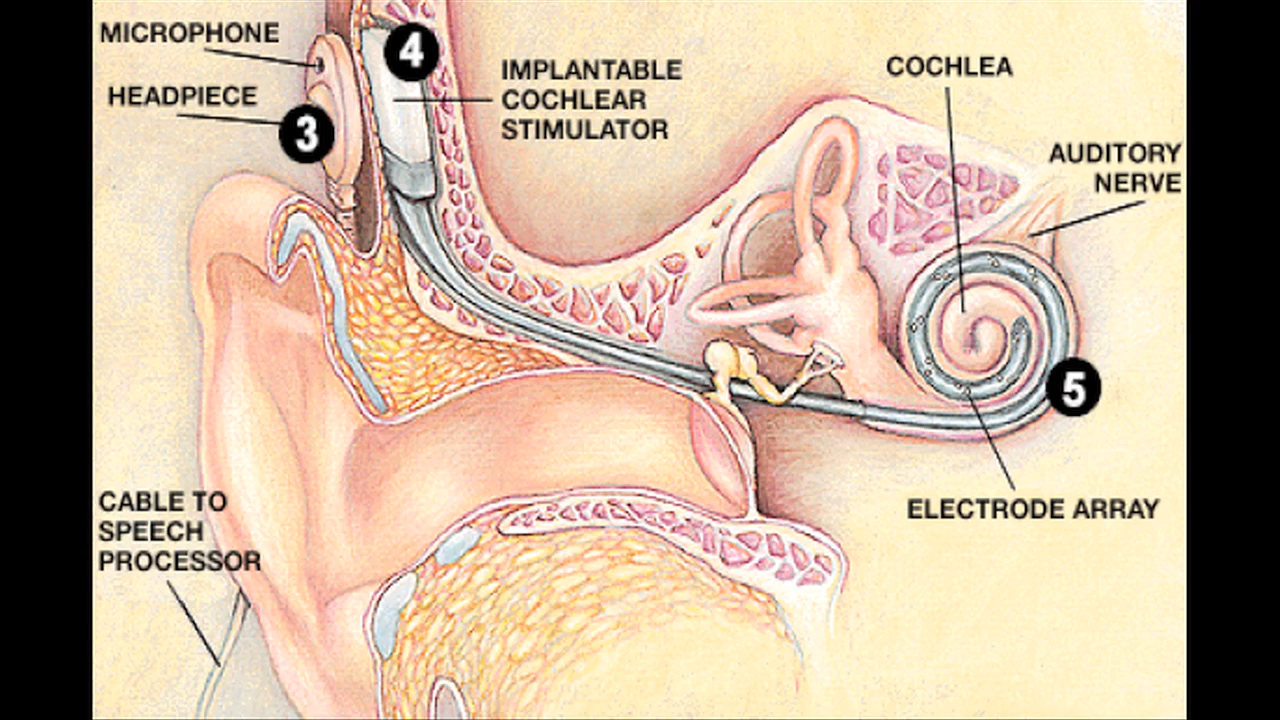 MICROPHONE
HEADPIECE
3
4
IMPLANTABLE
COCHLEAR
STIMULATOR
COCHLEA
AUDITORY
NERVE
5
ELECTRODE ARRAY
CABLE TO
SPEECH
PROCESSOR